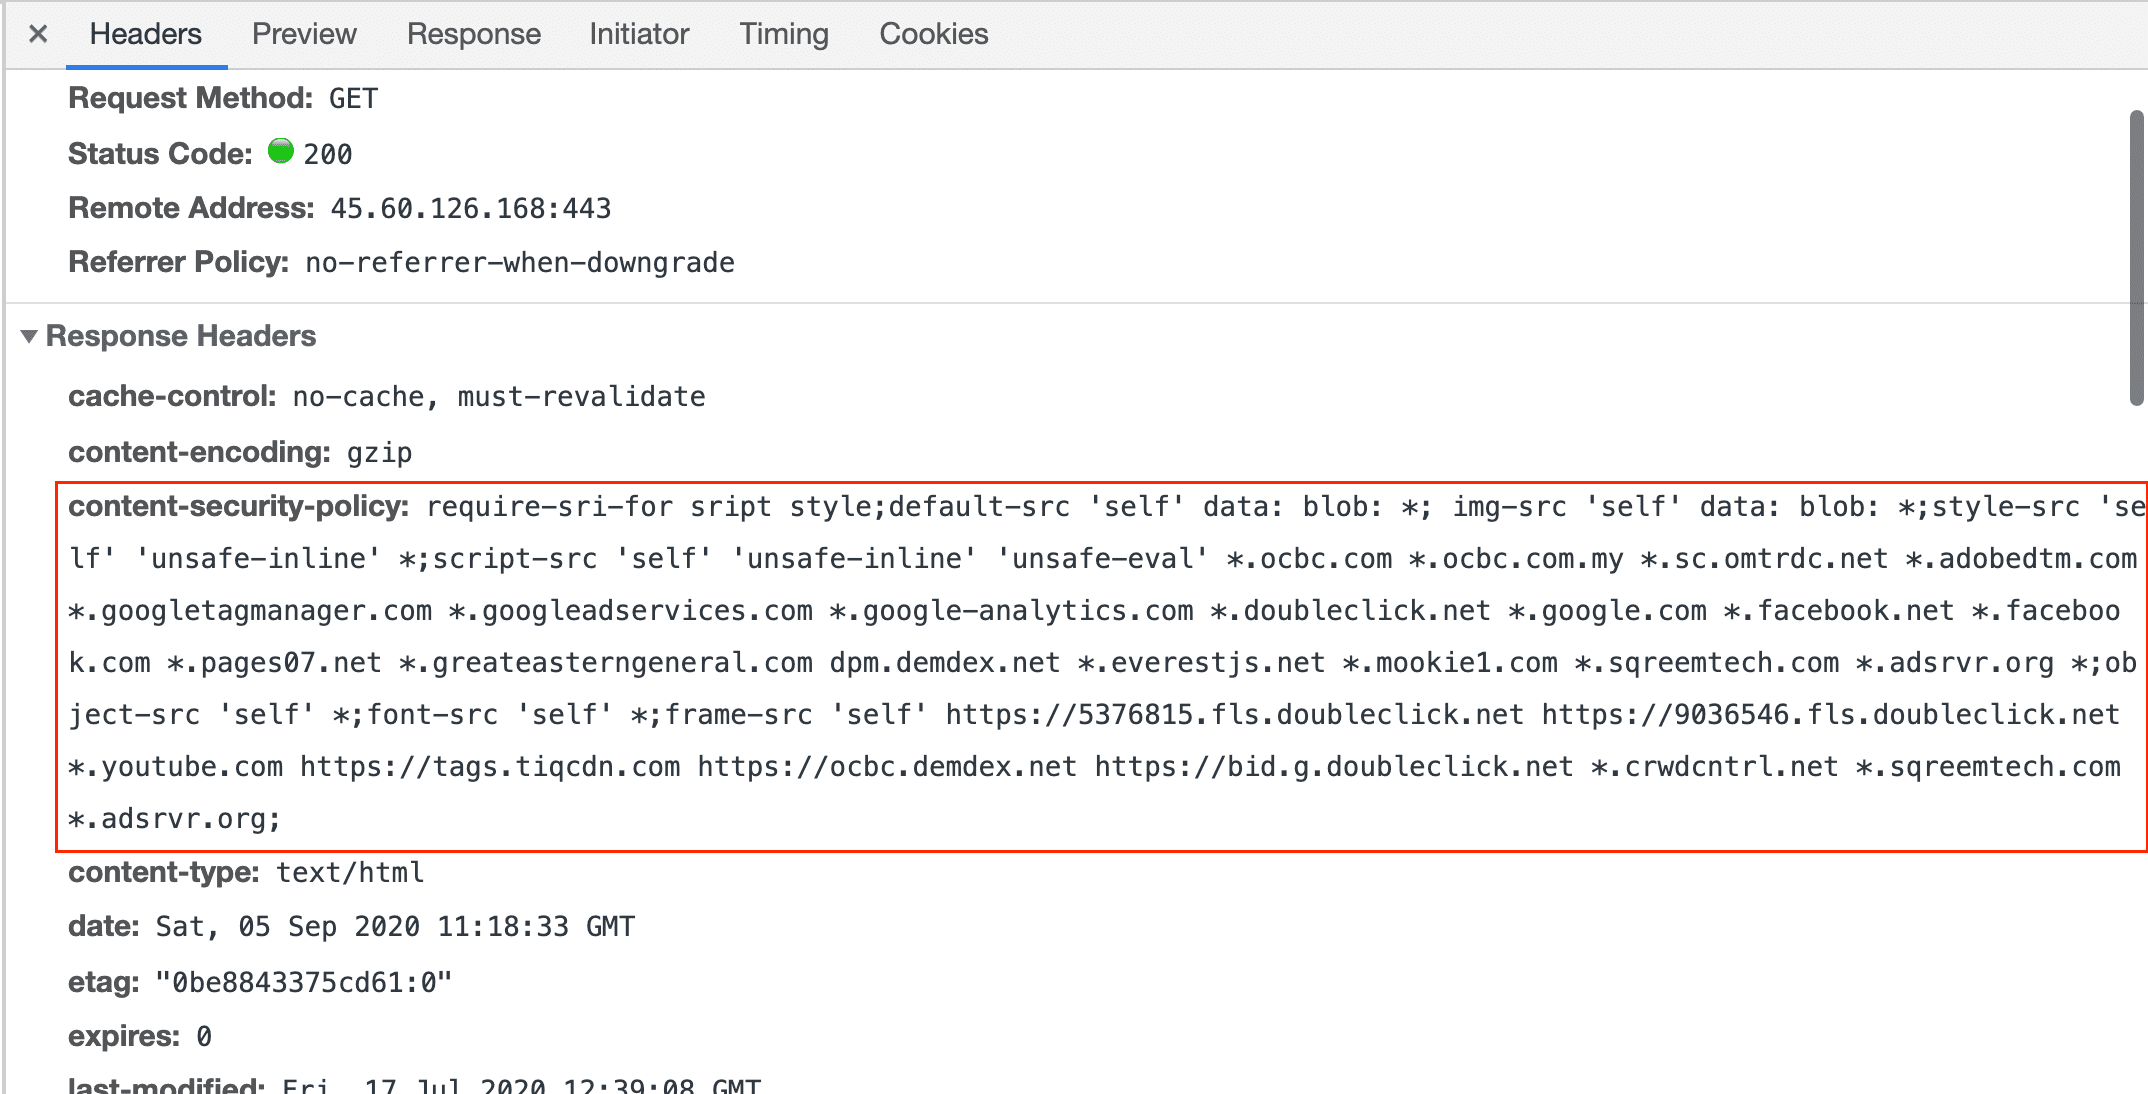 × Headers Preview Response Initiator Timing Cookies
Request Method: GET
Status Code: 200
Remote Address: 45.60.126.168:443
Referrer Policy: no-referrer-when-downgrade
Response Headers
cache-control: no-cache, must-revalidate
content-encoding: gzip
content-security-policy: require-sri-for sript style;default-src 'self' data: blob: *; img-src 'self' data: blob: *;style-src 'se
lf' 'unsafe-inline' *;script-src 'self' 'unsafe-inline' 'unsafe-eval' *.ocbc.com *.ocbc.com.my *.sc.omtrdc.net *.adobedtm.com
*.googletagmanager.com *.googleadservices.com *.google-analytics.com *.doubleclick.net *.google.com *.facebook.net *.faceboo
k.com *.pages07.net *.greateasterngeneral.com dpm.demdex.net *.everestjs.net *.mookie1.com *.sqreemtech.com *.adsrvr.org *;ob
ject-src 'self' *;font-src 'self' *;frame-src 'self' https://5376815.fls.doubleclick.net https://9036546.fls.doubleclick.net
*.youtube.com https://tags.tiqcdn.com https://ocbc.demdex.net https://bid.g.doubleclick.net *.crwdcntrl.net *.sqreemtech.com
*.adsrvr.org;
content-type: text/html
date: Sat, 05 Sep 2020 11:18:33 GMT
etag: "0be8843375cd61:0"
expires: 0
last-modified: Fri, 17 Jul 2020 12:39:08 GMT